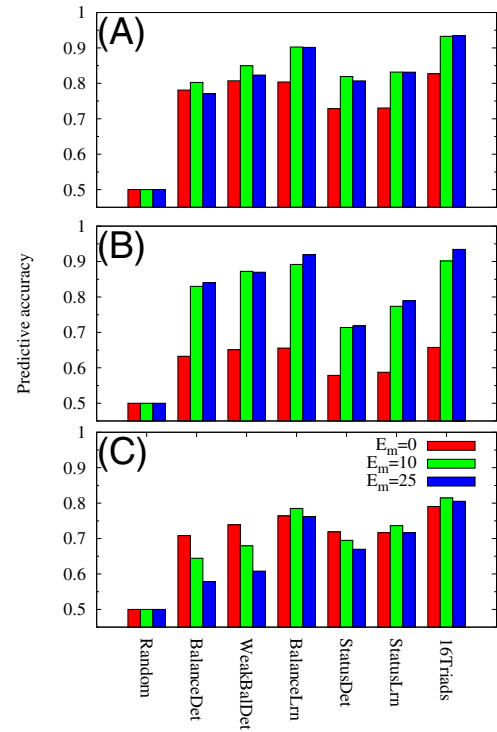 (A)
1
0.9
0.8
0.7
0.6
0.5
(B)
1
0.9
0.8
0.7
0.6
0.5
Predictive accuracy
(C)
1
0.9
0.8
0.7
0.6
0.5
E_m=0
E_m=10
E_m=25
Random
BalanceDet
WeakBalDet
BalanceLrn
StatusDet
StatusLrn
16Triads